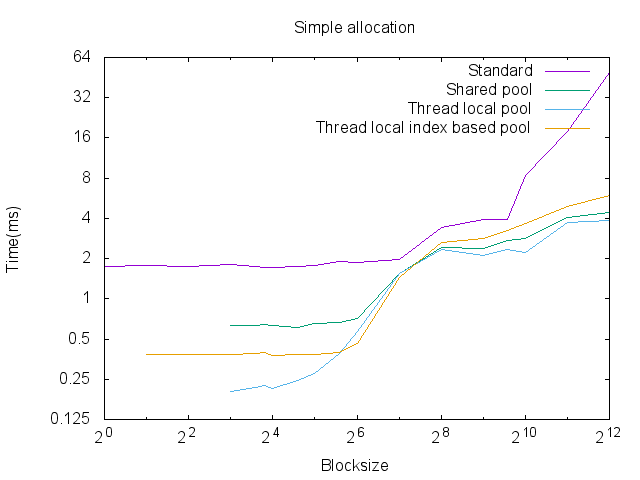 Simple allocation
Standard
Shared pool
Thread local pool
Thread local index based pool
Time(ms)
64
32
16
8
4
2
1
0.5
0.25
0.125
2^0 2^2 2^4 2^6 2^8 2^10 2^12
Blocksize